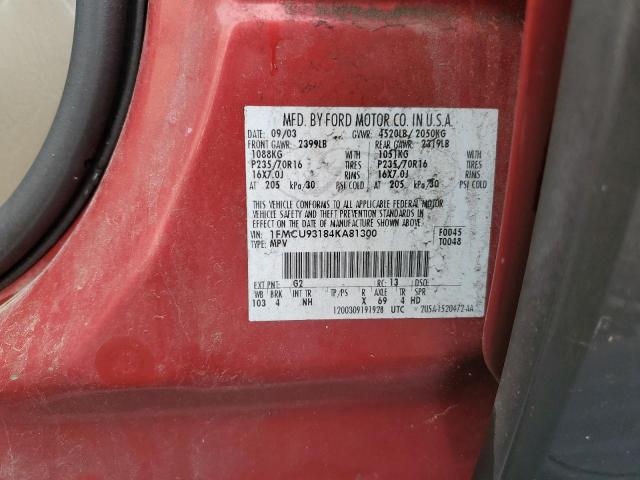 MFD. BY FORD MOTOR CO. IN U.S.A.
DATE: 09/03 GVWR: 4520LB/ 2050KG
FRONT GAWR: 2399LB REAR GAWR: 2319LB
1088KG WITH 1051KG WITH
P235/70R16 TIRES P235/70R16 TIRES
16X7.0J RIMS 16X7.0J RIMS
AT 205 kPa/30 PSI COLD AT 205 kPa/30 PSI COLD
THIS VEHICLE CONFORMS TO ALL APPLICABLE FEDERAL MOTOR
VEHICLE SAFETY AND THEFT PREVENTION STANDARDS IN
EFFECT ON THE DATE OF MANUFACTURE SHOWN ABOVE.
VIN: 1FMCU93184KA81300 F0045
TYPE: MPV T0048
EXT PNT: G2 RC: 13 DSO:
WB BRK INT TR TP/PS R AXLE TR SPR
103 4 NH X 69 4 HD
1200309191928 UTC 2U5A-1520472-AA